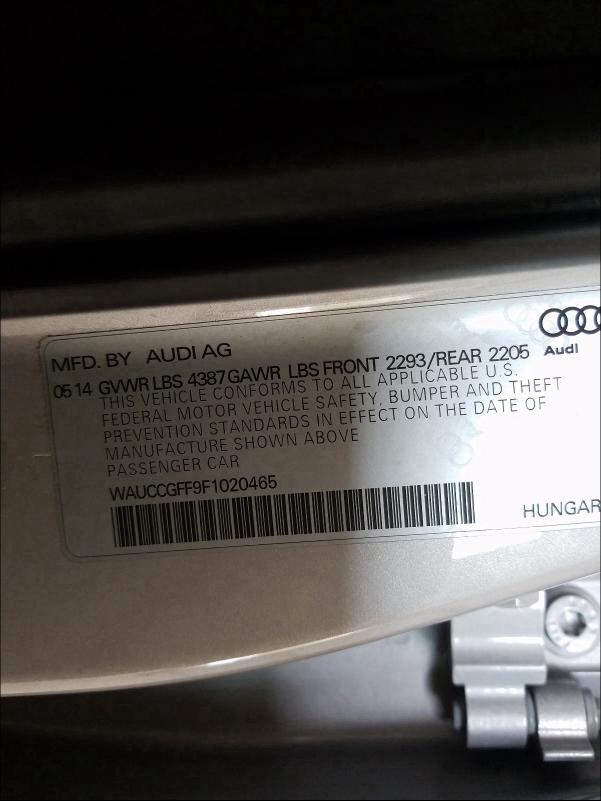 MFD. BY AUDI AG
Audi
05 14 GVWR LBS 4387 GAWR LBS FRONT 2293/REAR 2205
THIS VEHICLE CONFORMS TO ALL APPLICABLE U.S.
FEDERAL MOTOR VEHICLE SAFETY, BUMPER AND THEFT
PREVENTION STANDARDS IN EFFECT ON THE DATE OF
MANUFACTURE SHOWN ABOVE
PASSENGER CAR
WAUCCGFF9F1020465
HUNGAR